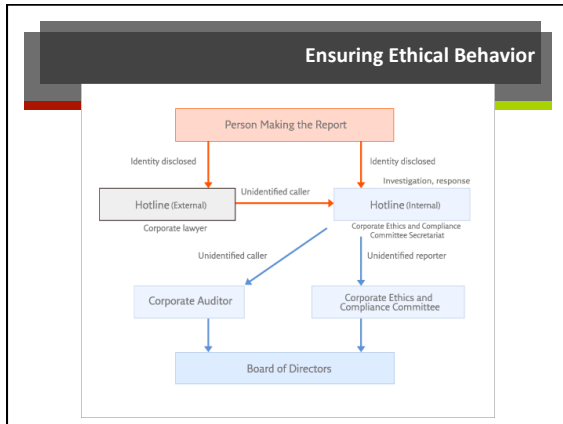 Ensuring Ethical Behavior
Person Making the Report
Identity disclosed
Identity disclosed
Investigation, response
Unidentified caller
Hotline (External)
Hotline (Internal)
Corporate lawyer
Corporate Ethics and Compliance
Committee Secretariat
Unidentified caller
Unidentified reporter
Corporate Auditor
Corporate Ethics and
Compliance Committee
Board of Directors